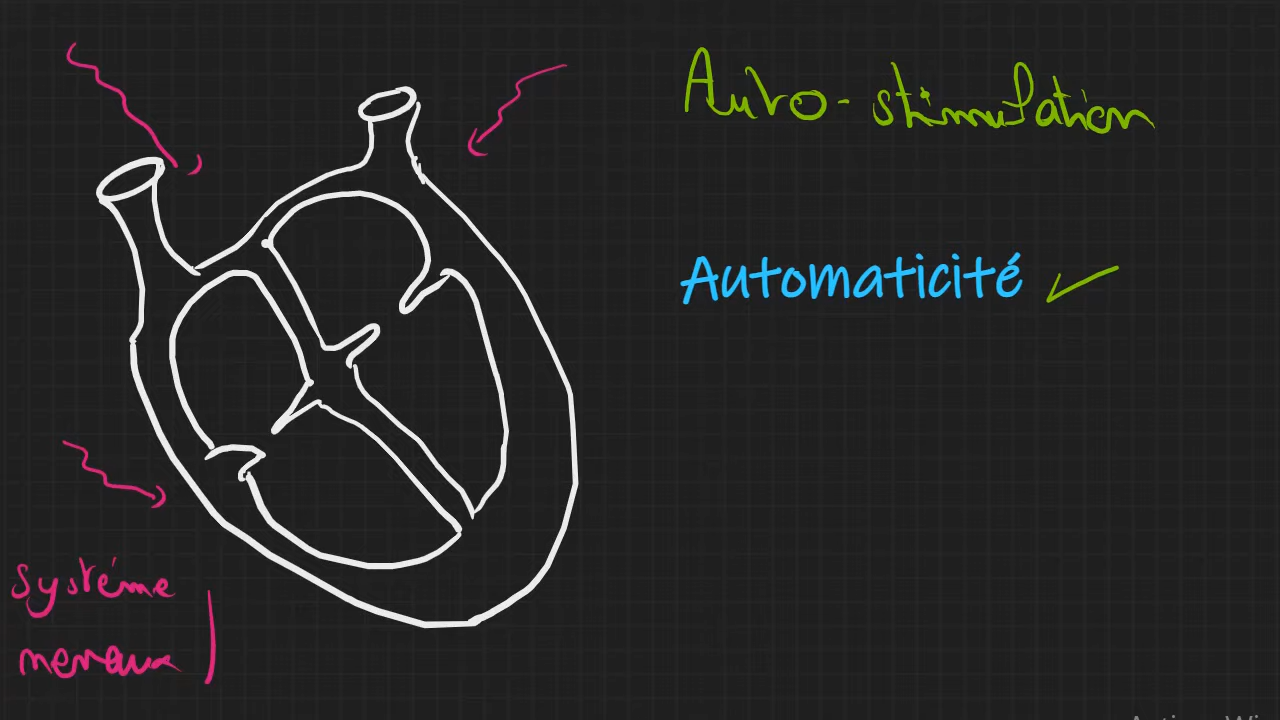 Auto-stimulation
Automaticité
système
nerveux